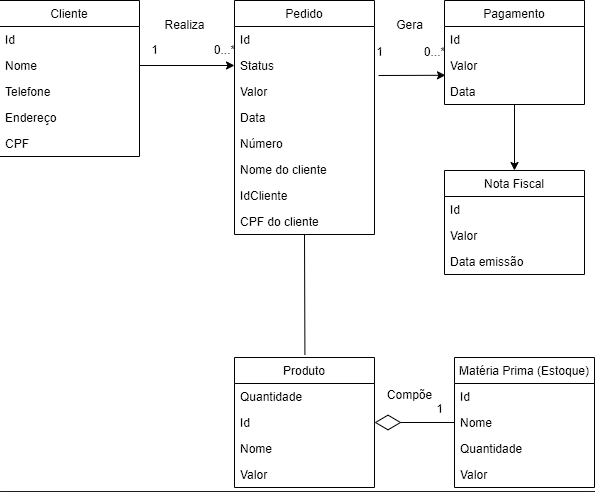 Cliente
Id
Nome
Telefone
Endereço
CPF
Realiza
1
0...*
Pedido
Id
Status
Valor
Data
Número
Nome do cliente
IdCliente
CPF do cliente
Gera
1
0...*
Pagamento
Id
Valor
Data
Nota Fiscal
Id
Valor
Data emissão
Produto
Quantidade
Id
Nome
Valor
Compõe
1
Matéria Prima (Estoque)
Id
Nome
Quantidade
Valor